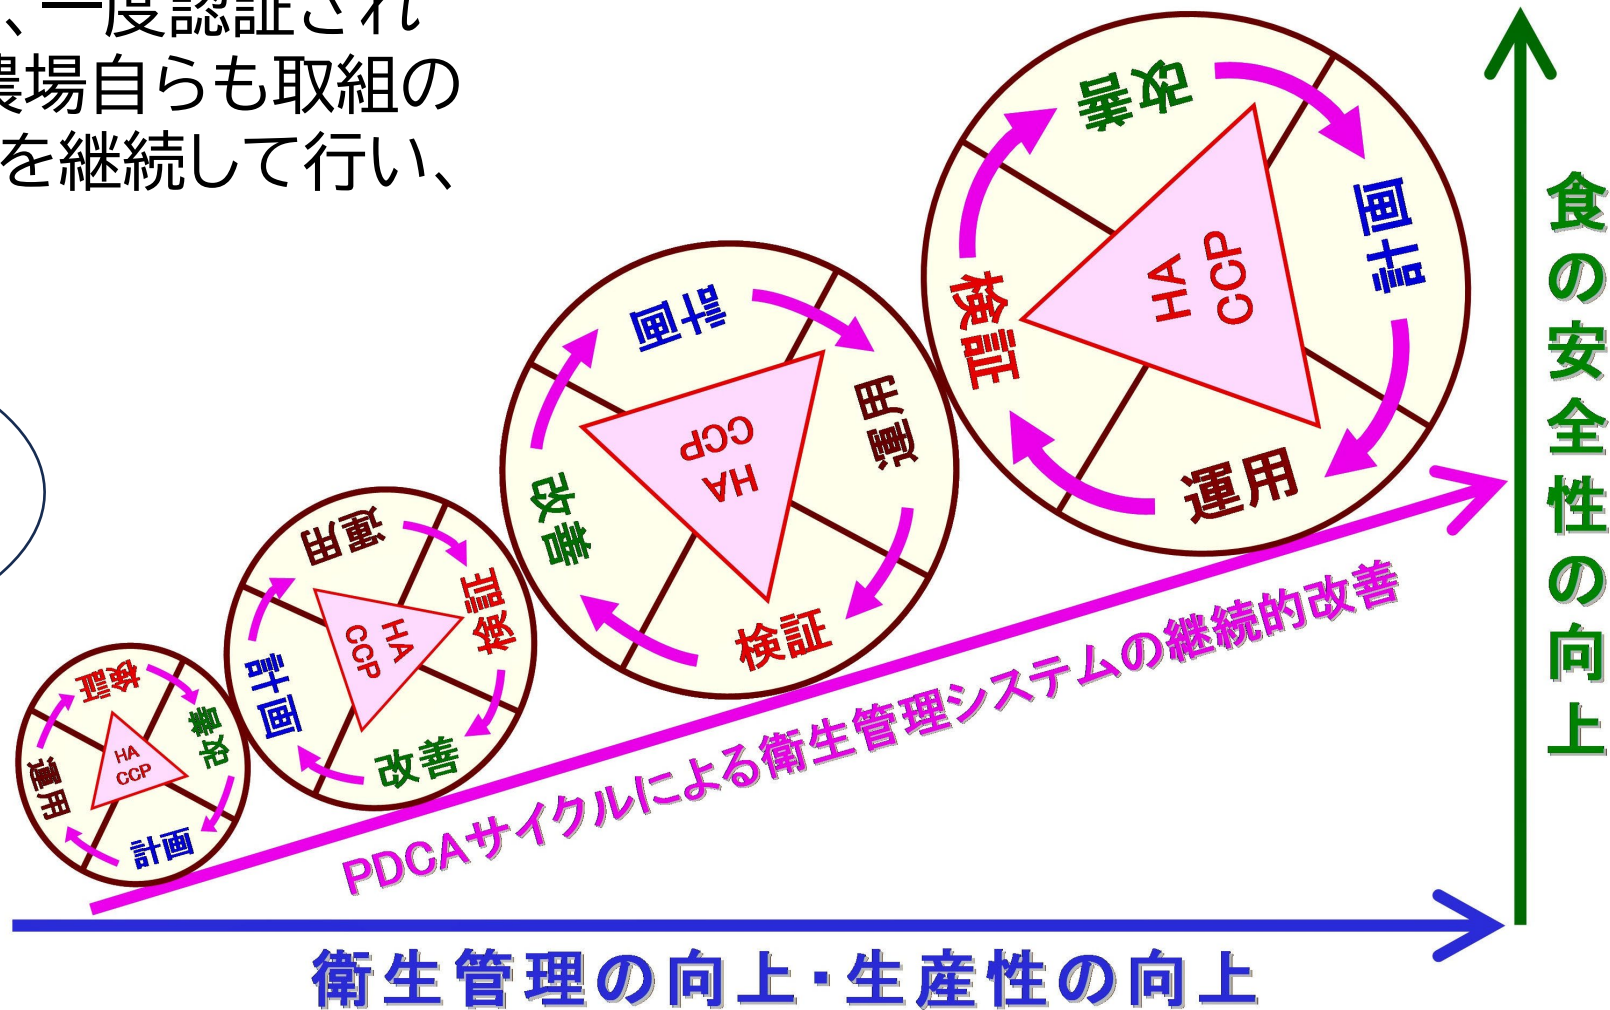 、一度認証され
農場自らも取組の
を継続して行い、
改善
計画
運用
検証
HA
CCP
計画
運用
検証
改善
HA
CCP
運用
検証
改善
計画
HA
CCP
検証
改善
計画
運用
HA
CCP
食の安全性の向上
PDCAサイクルによる衛生管理システムの継続的改善
衛生管理の向上・生産性の向上